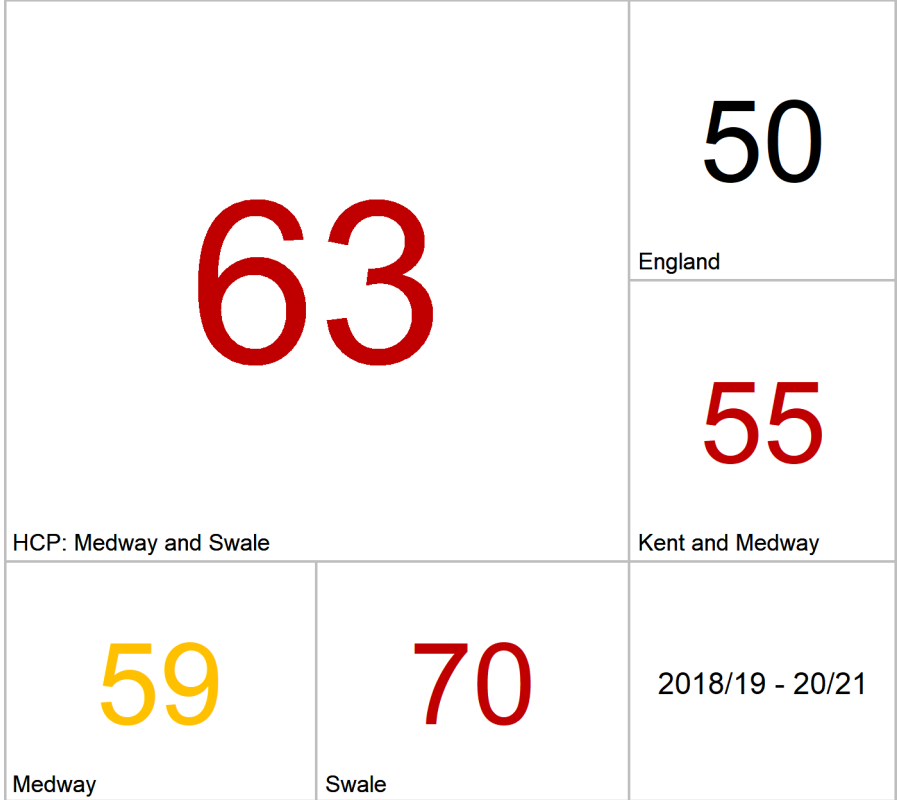 63
HCP: Medway and Swale
50
England
55
Kent and Medway
59
Medway
70
Swale
2018/19 - 20/21